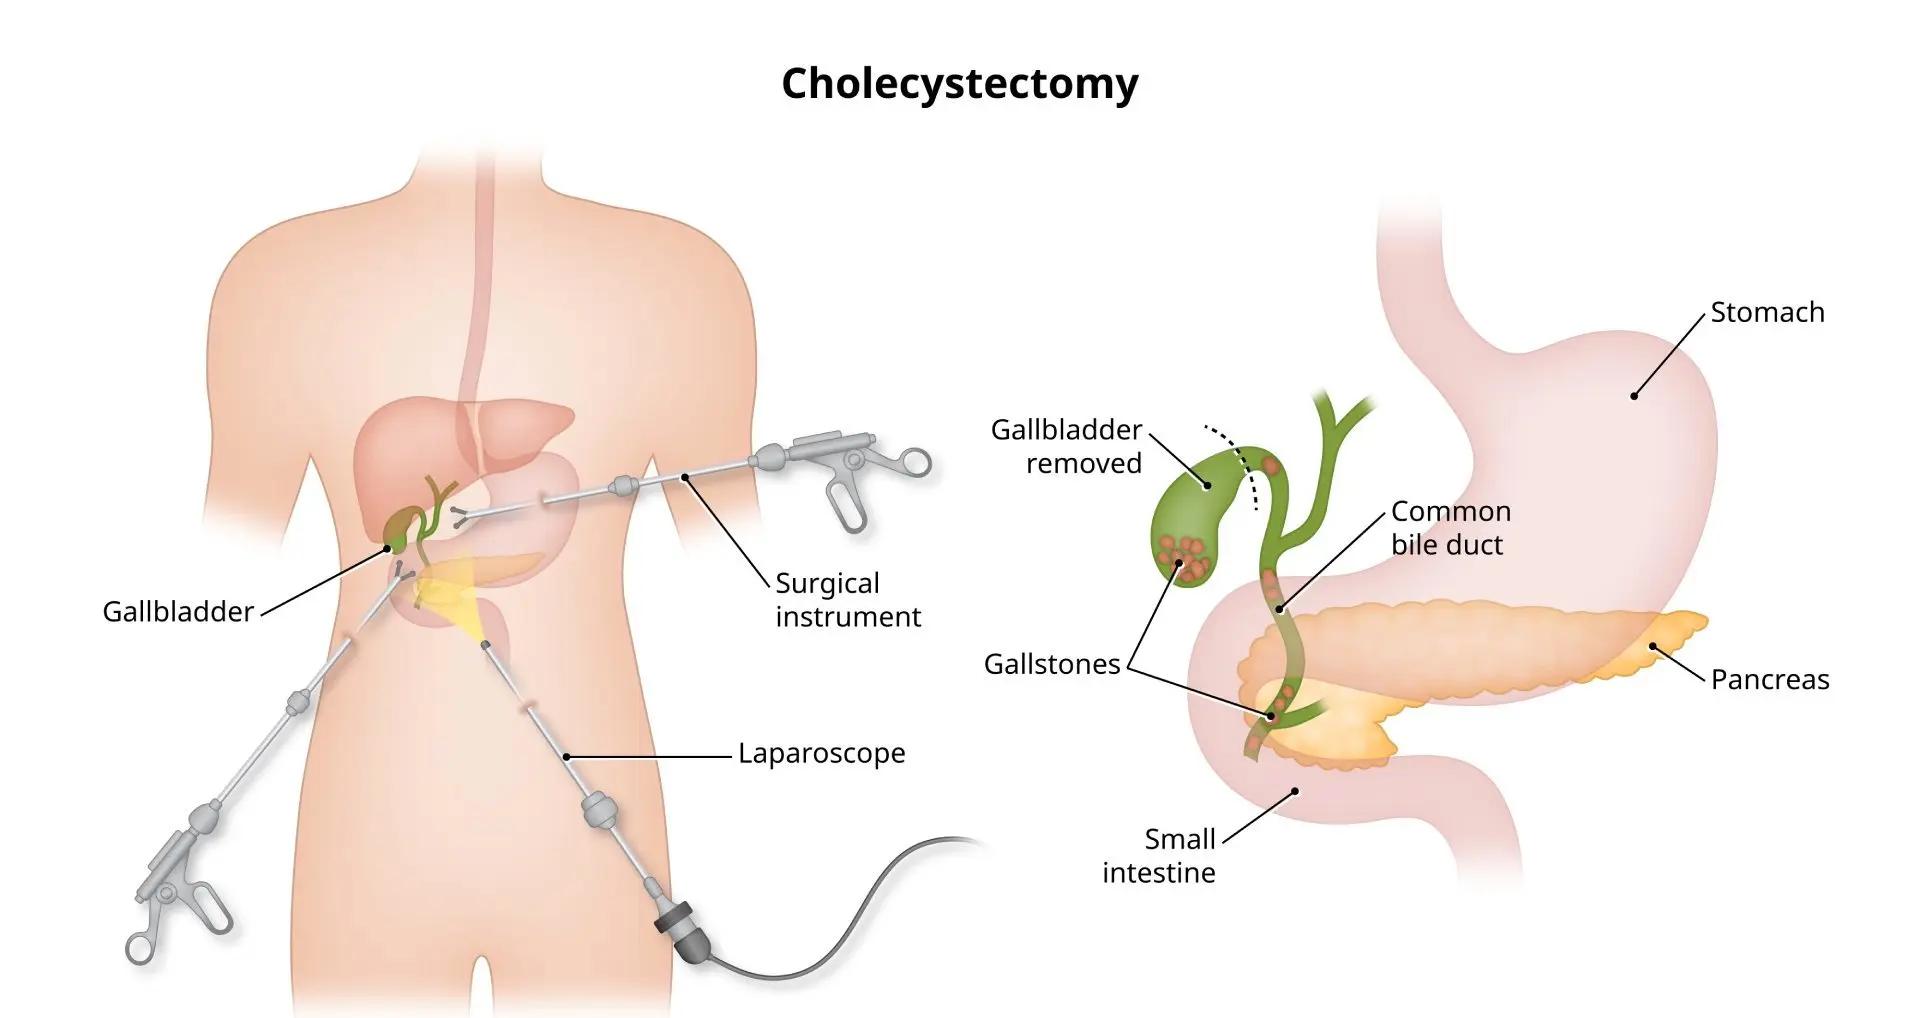 Cholecystectomy
Gallbladder
Surgical
instrument
Laparoscope
Stomach
Gallbladder
removed
Common
bile duct
Gallstones
Pancreas
Small
intestine